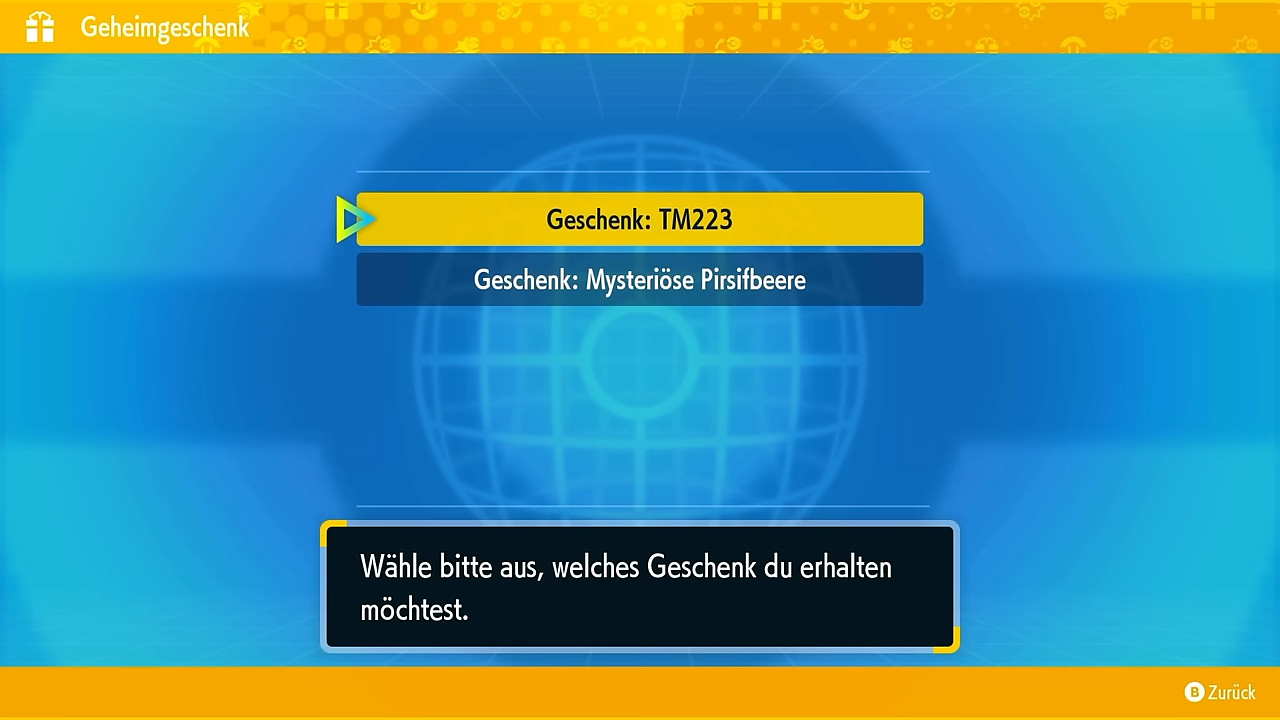 Geheimgeschenk
Geschenk: TM223
Geschenk: Mysteriöse Pirsifbeere
Wähle bitte aus, welches Geschenk du erhalten
möchtest.
B Zurück